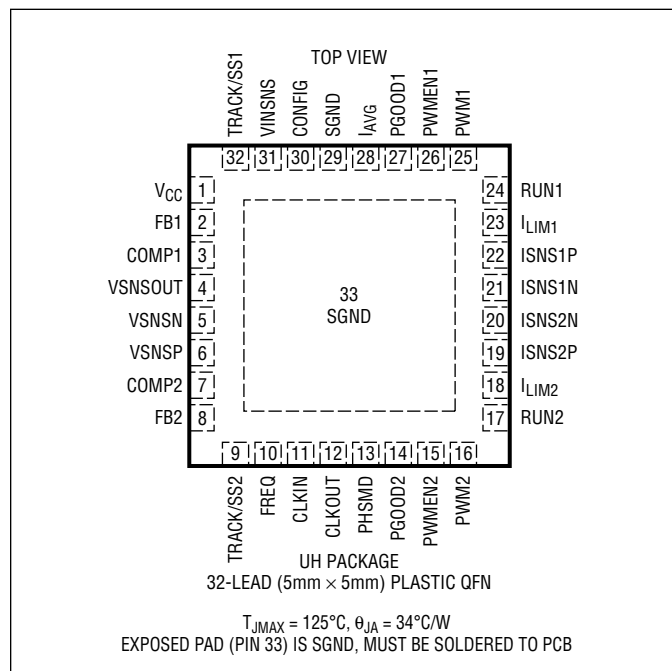 TOP VIEW
TRACK/SS1
VINSNS
CONFIG
SGND
IAVG
PGOOD1
PWMEN1
PWM1
32 31 30 29 28 27 26 25
VCC 1
FB1 2
COMP1 3
VSNSOUT 4
VSNSN 5
VSNSP 6
COMP2 7
FB2 8
33
SGND
24 RUN1
23 ILIM1
22 ISNS1P
21 ISNS1N
20 ISNS2N
19 ISNS2P
18 ILIM2
17 RUN2
9 10 11 12 13 14 15 16
TRACK/SS2
FREQ
CLKIN
CLKOUT
PHSMD
PGOOD2
PWMEN2
PWM2
UH PACKAGE
32-LEAD (5mm × 5mm) PLASTIC QFN
TJMAX = 125°C, θJA = 34°C/W
EXPOSED PAD (PIN 33) IS SGND, MUST BE SOLDERED TO PCB